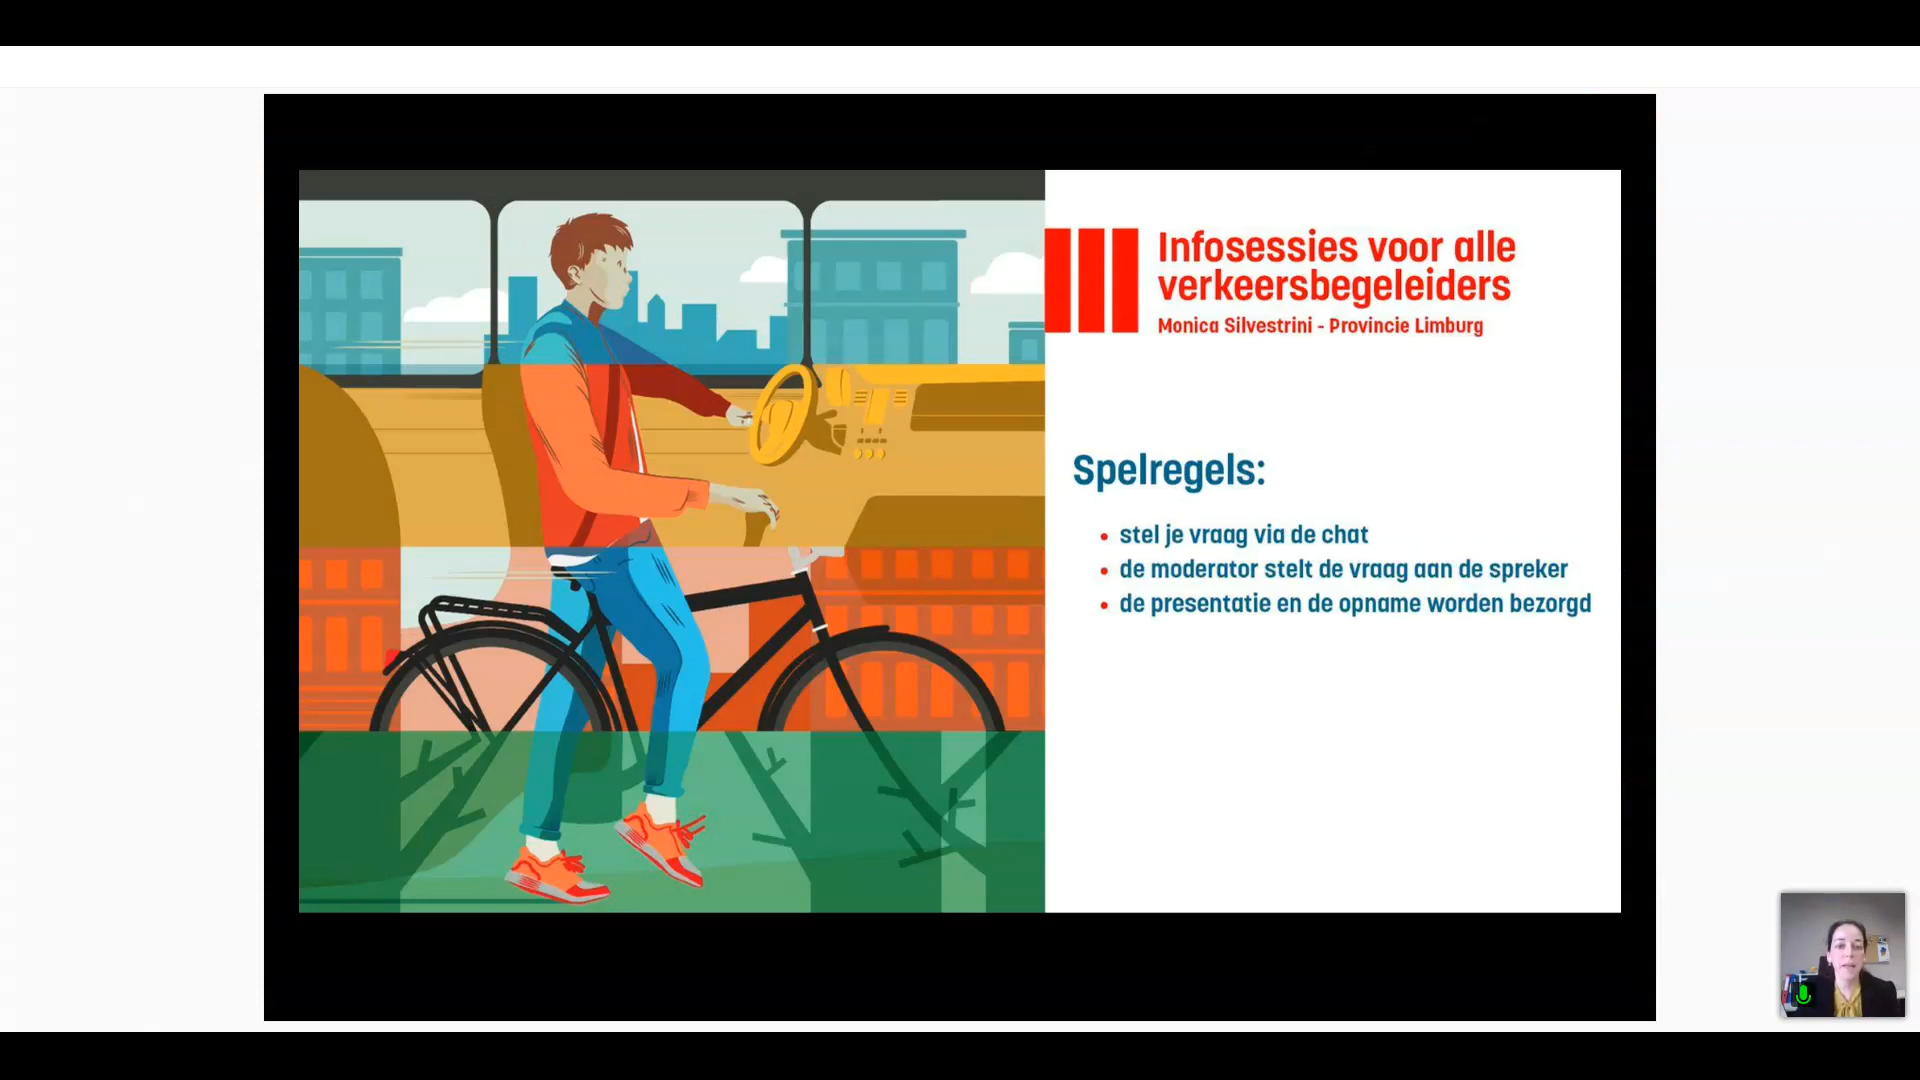 Infosessies voor alle
verkeersbegeleiders
Monica Silvestrini - Provincie Limburg
Spelregels:
• stel je vraag via de chat
• de moderator stelt de vraag aan de spreker
• de presentatie en de opname worden bezorgd